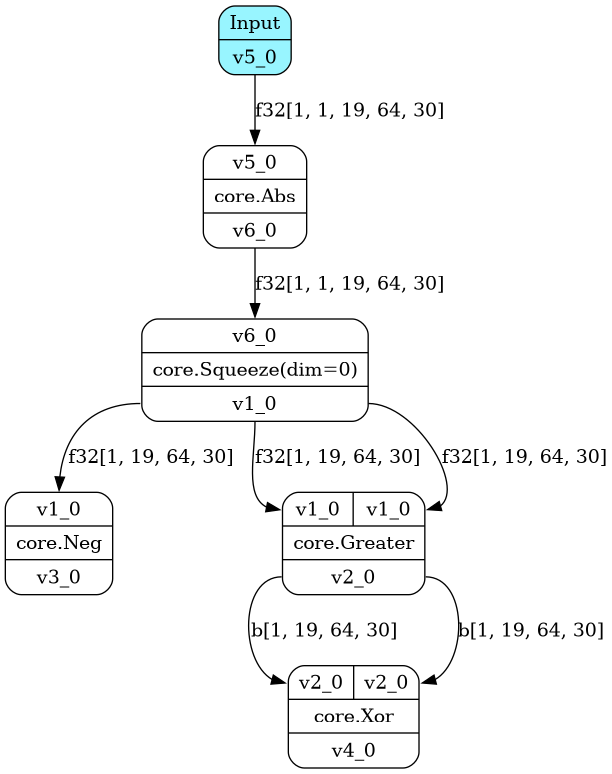 Input
v5_0
f32[1, 1, 19, 64, 30]
v5_0
core.Abs
v6_0
f32[1, 1, 19, 64, 30]
v6_0
core.Squeeze(dim=0)
v1_0
f32[1, 19, 64, 30]
f32[1, 19, 64, 30]
f32[1, 19, 64, 30]
v1_0
core.Neg
v3_0
v1_0 v1_0
core.Greater
v2_0
b[1, 19, 64, 30]
b[1, 19, 64, 30]
v2_0 v2_0
core.Xor
v4_0